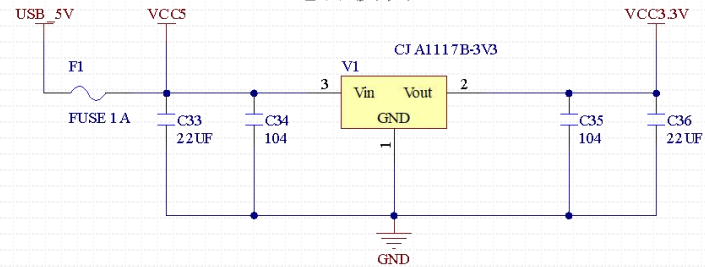 USB_5V
VCC5
VCC3.3V
F1
V1
CJ A1117B-3V3
3
2
Vin
Vout
FUSE 1A
C33
C34
GND
C35
C36
22UF
104
1
104
22UF
GND